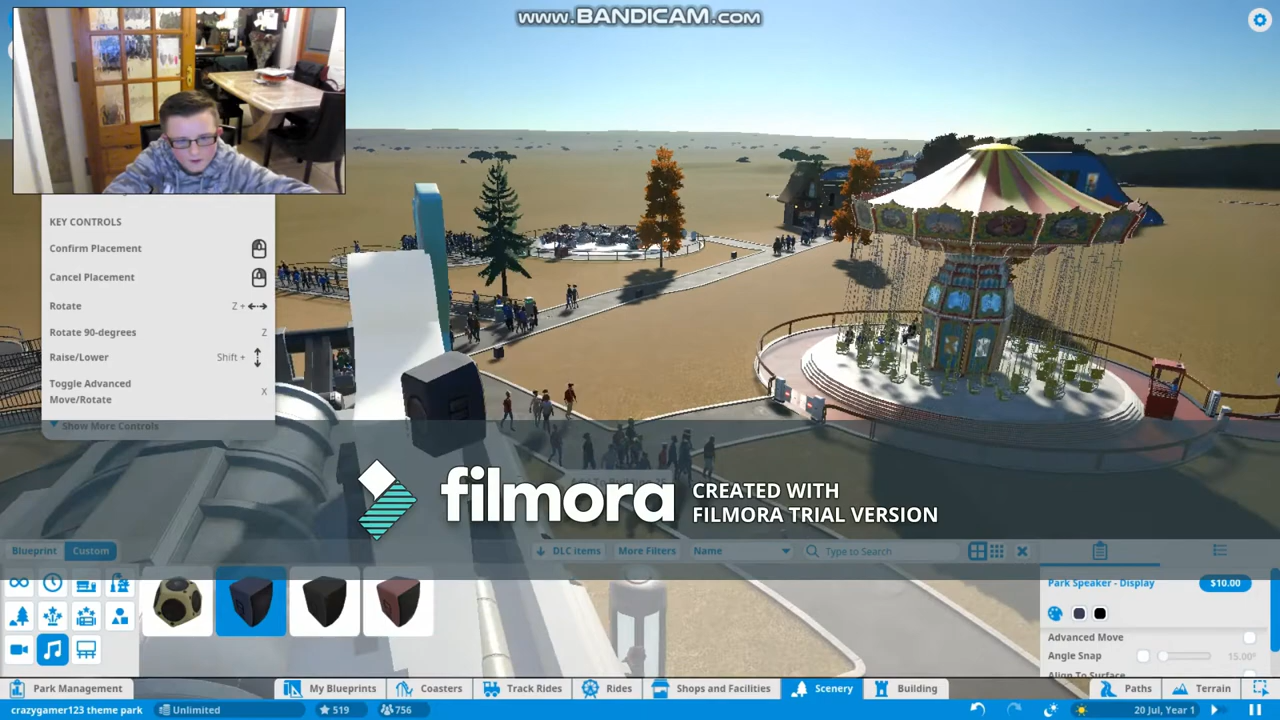 www.BANDICAM.com
KEY CONTROLS
Confirm Placement
Cancel Placement
Rotate Z +
Rotate 90-degrees Z
Raise/Lower Shift +
Toggle Advanced
Move/Rotate X
Show More Controls
filmora CREATED WITH
FILMORA TRIAL VERSION
Blueprint Custom DLC items More Filters Name Type to Search
Park Speaker - Display $10.00
Advanced Move
Angle Snap 15.00°
Park Management My Blueprints Coasters Track Rides Rides Shops and Facilities Scenery Building Paths Terrain
crazygamer123 theme park Unlimited 519 756 20 Jul, Year 1